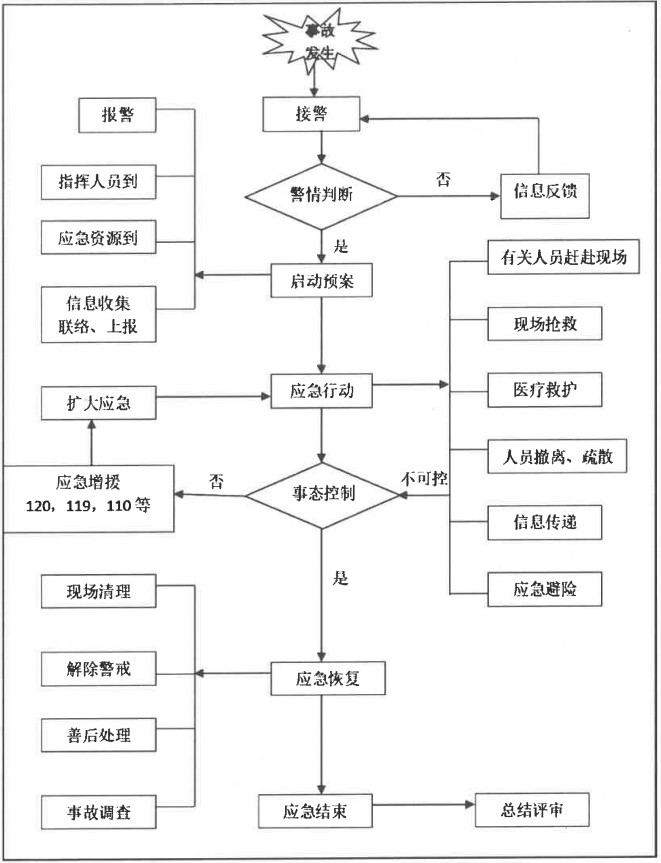 事故
发生
接警
报警
警情判断
否
信息反馈
指挥人员到
应急资源到
是
启动预案
信息收集
联络、上报
有关人员赶赴现场
现场抢救
应急行动
医疗救护
扩大应急
人员撤离、疏散
不可控
事态控制
否
应急增援
120，119，110 等
信息传递
应急避险
是
现场清理
解除警戒
应急恢复
善后处理
事故调查
应急结束
总结评审